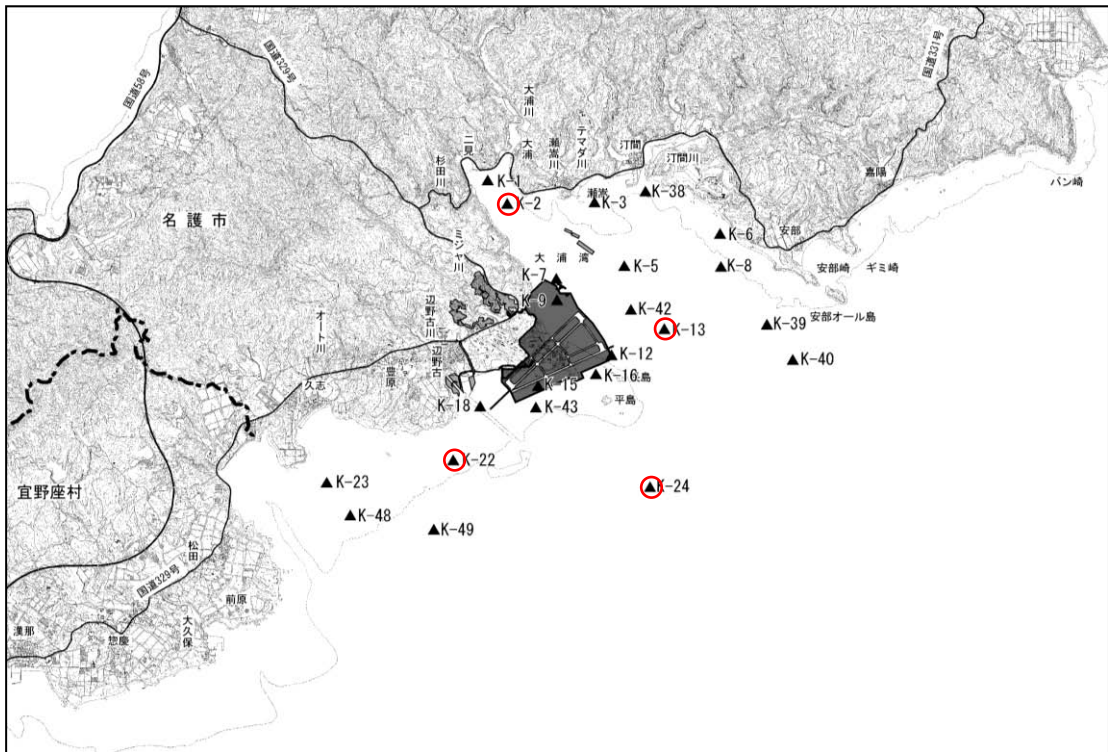 国道58号
国道329号
国道331号
大浦川
二見
大浦
瀬嵩川
テマダ川
汀間
汀間川
嘉陽
バン崎
杉田川
K-1
K-2
瀬嵩
K-3
K-38
名護市
K-6
安部
ミジャ川
大浦湾
K-5
K-8
安部崎
ギミ崎
K-7
K-9
K-42
安部オール島
K-13
K-39
辺野古川
オート川
K-12
K-40
辺野古
豊原
久志
K-15
K-16
長島
平島
K-18
K-43
K-22
K-23
K-24
宜野座村
K-48
K-49
松田
国道329号
前原
大久保
惣慶
漢那